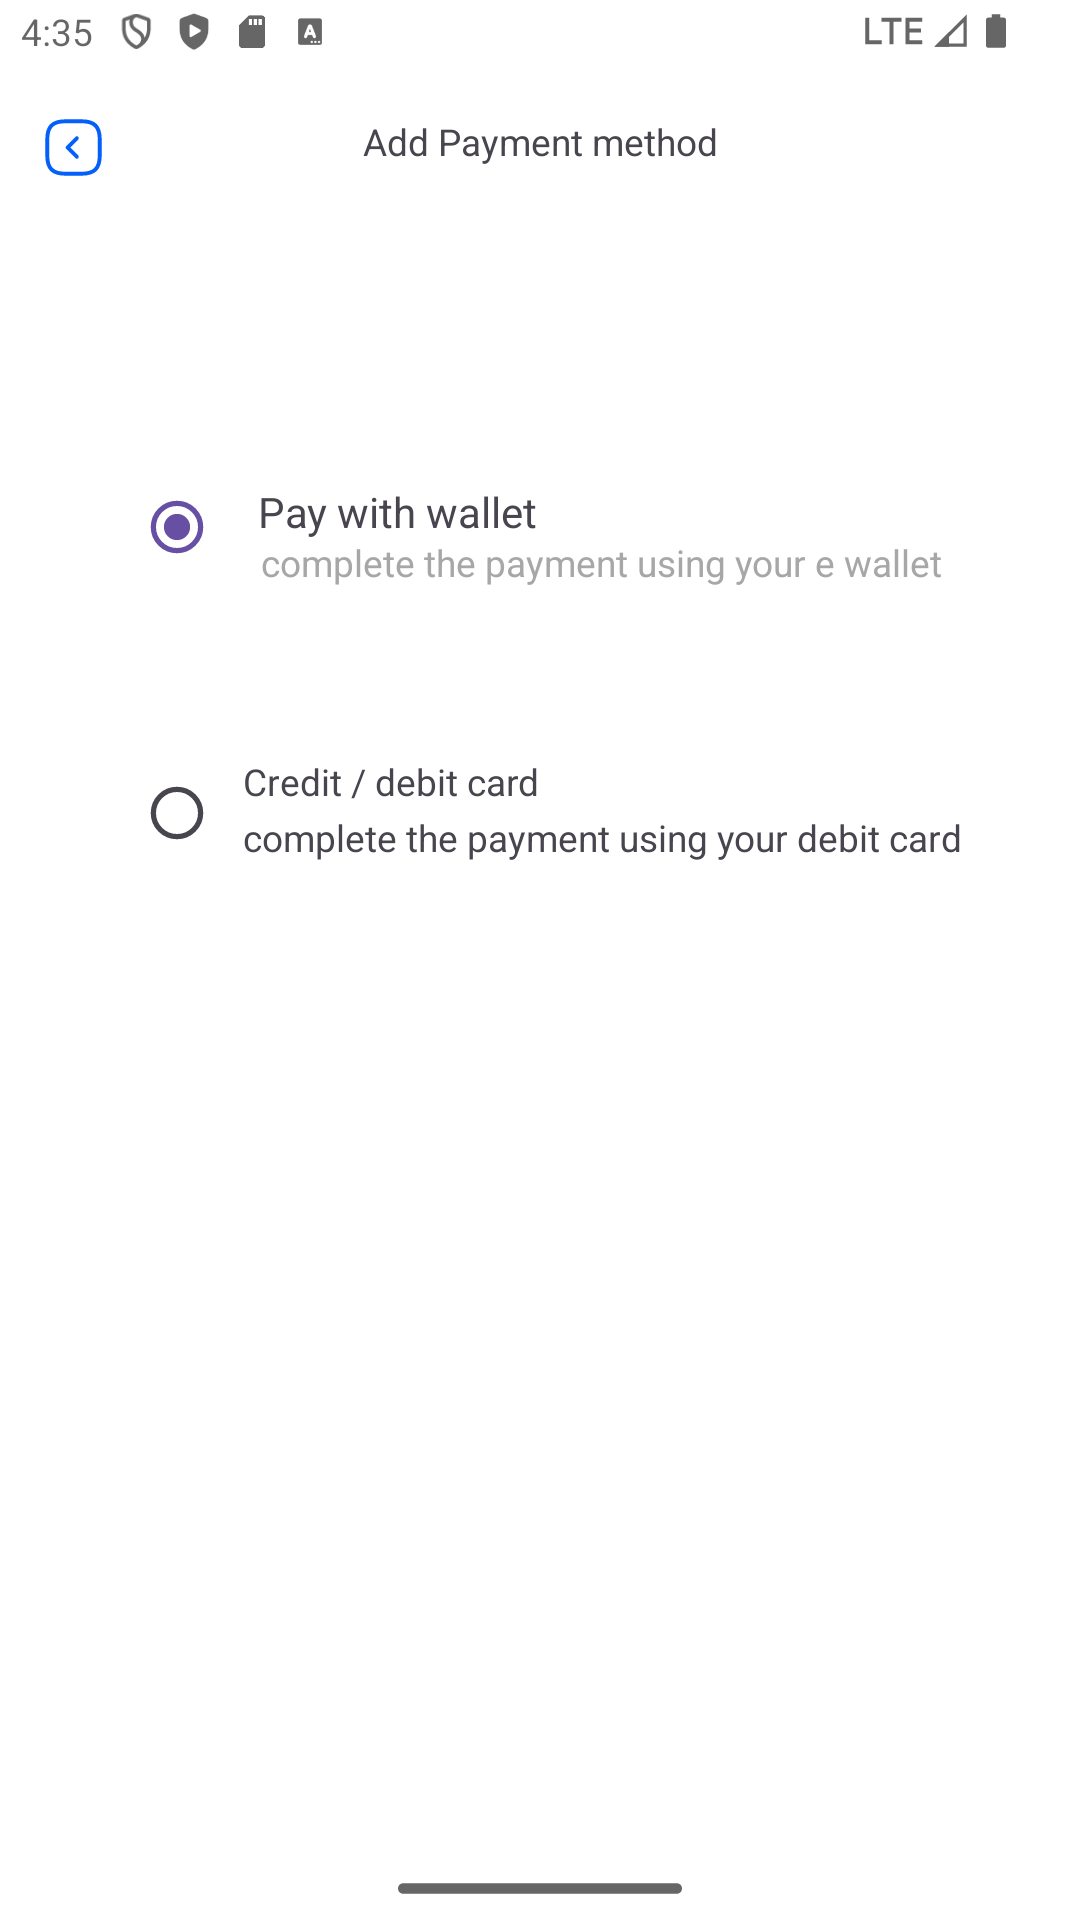 4:35 LTE
Add Payment method
Pay with wallet
complete the payment using your e wallet
Credit / debit card
complete the payment using your debit card